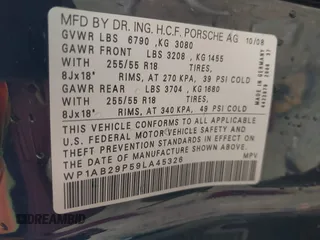 MFD BY DR. ING. H.C.F. PORSCHE AG 10/08
GVWR LBS 6790 , KG 3080
GAWR FRONT LBS 3208 , KG 1455
WITH
255/55 R18 TIRES,
8Jx18" RIMS, AT 270 KPA, 39 PSI COLD
GAWR REAR LBS 3704 , KG 1680
WITH
255/55 R18 TIRES,
8Jx18" RIMS, AT 340 KPA, 49 PSI COLD
THIS VEHICLE CONFORMS TO ALL APPLICABLE
U.S. FEDERAL MOTOR VEHICLE SAFETY AND
THEFT PREVENTION STANDARDS IN EFFECT
ON THE DATE OF MANUFACTURE SHOWN ABOVE.
WP1AB29P59LA45326 MPV
MADE IN GERMANY
DREAMBID